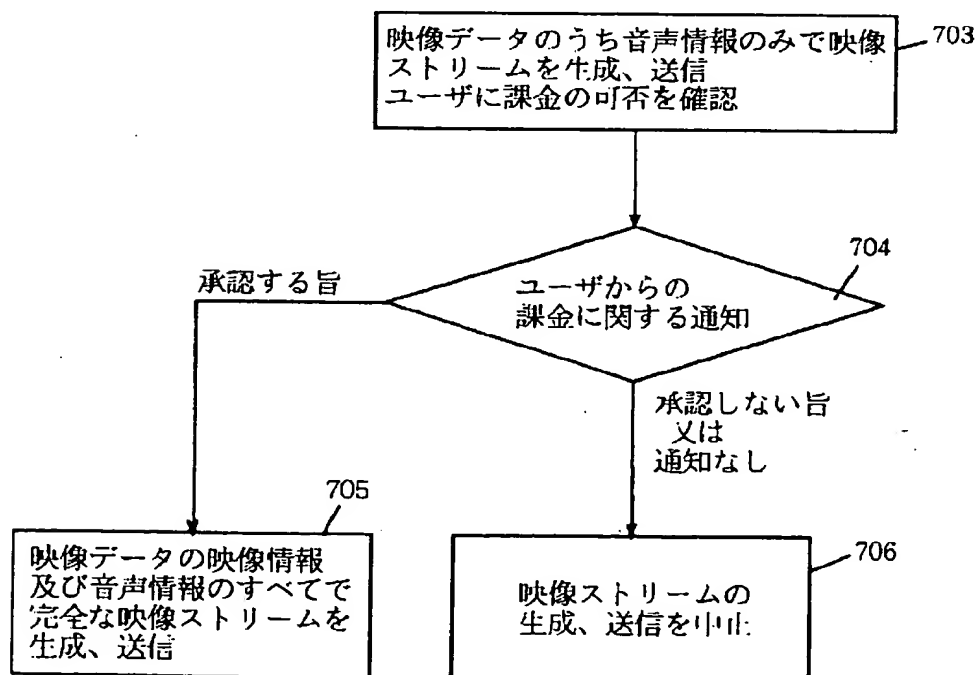 映像データのうち音声情報のみで映像
ストリームを生成、送信
ユーザに課金の可否を確認
703
704
ユーザからの
課金に関する通知
承認する旨
承認しない旨
又は
通知なし
705
映像データの映像情報
及び音声情報のすべてで
完全な映像ストリームを
生成、送信
706
映像ストリームの
生成、送信を中止